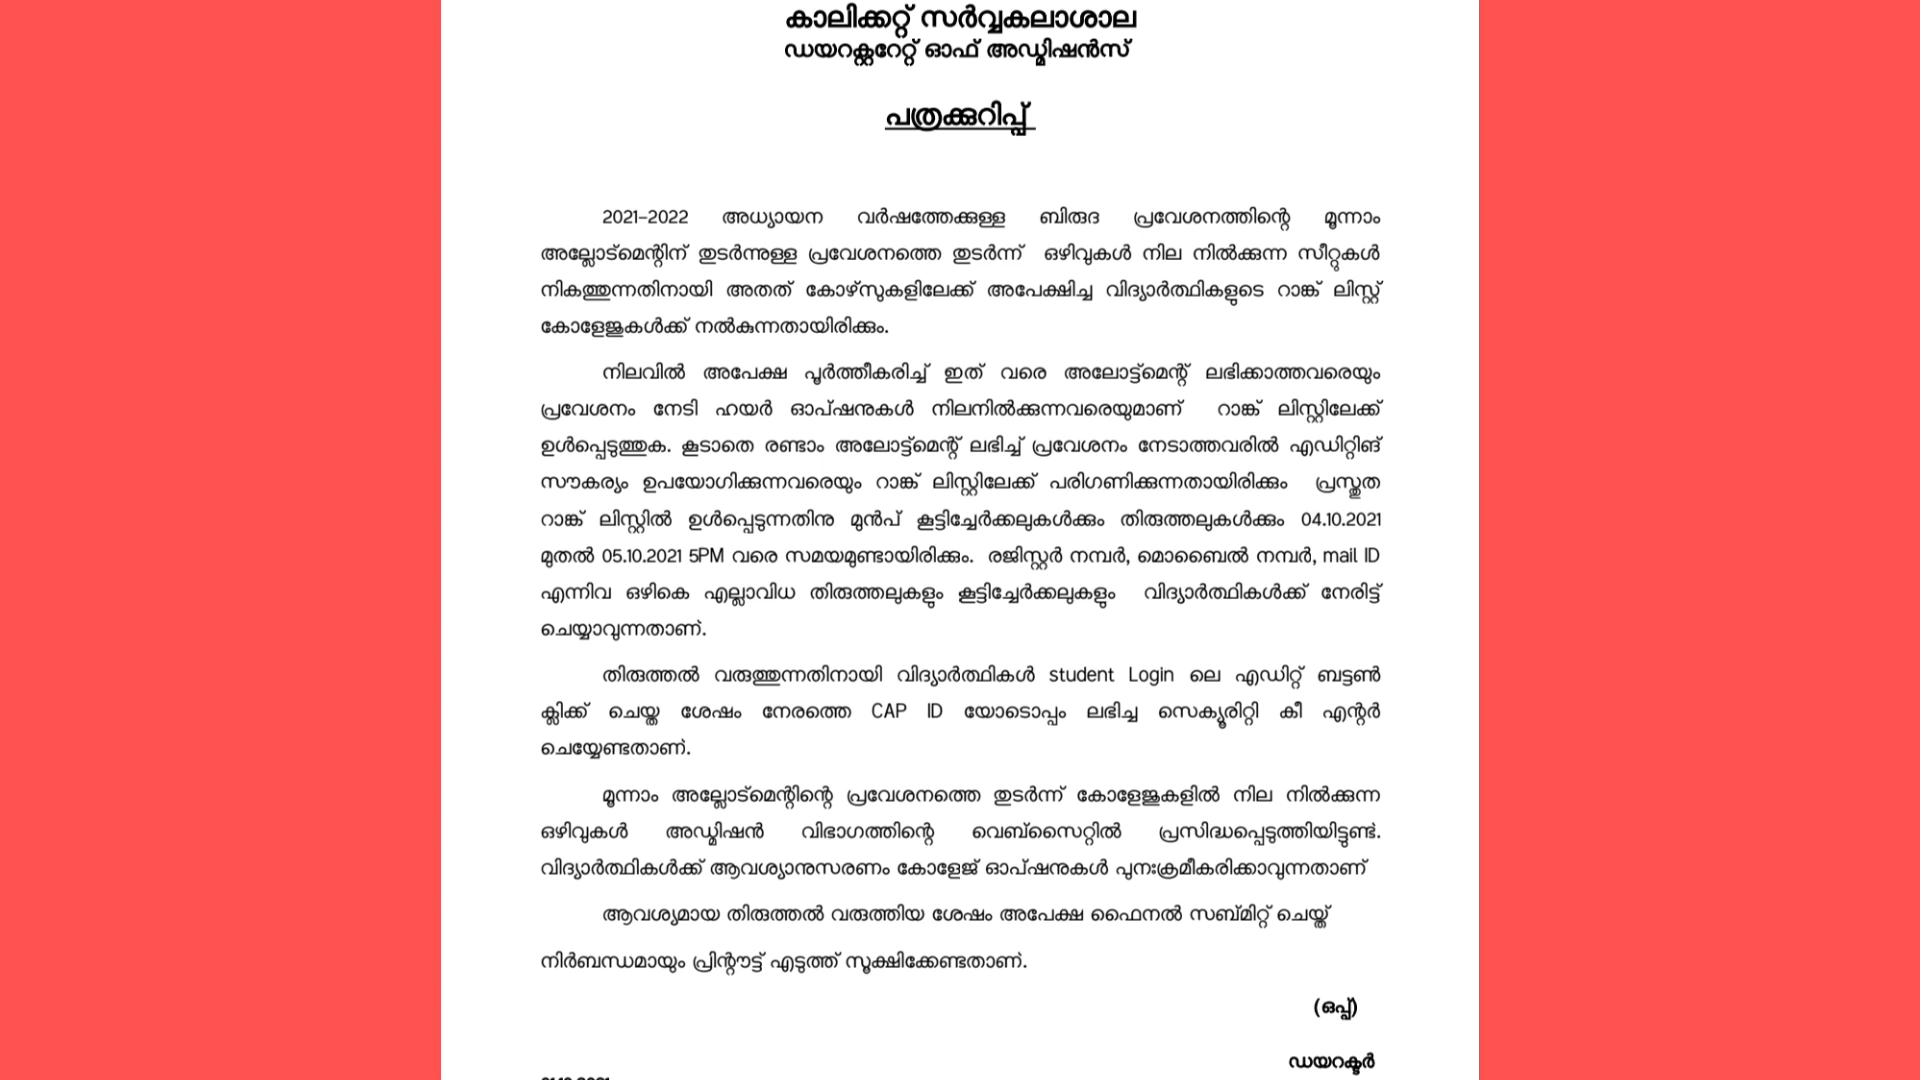 കാലിക്കറ്റ് സർവ്വകലാശാല
ഡയറക്ടറേറ്റ് ഓഫ് അഡ്മിഷൻസ്
പത്രക്കുറിപ്പ്
2021-2022 അധ്യായന വർഷത്തേക്കുള്ള ബിരുദ പ്രവേശനത്തിന്റെ മൂന്നാം
അല്ലോട്മെന്റിന് തുടർന്നുള്ള പ്രവേശനത്തെ തുടർന്ന് ഒഴിവുകൾ നില നിൽക്കുന്ന സീറ്റുകൾ
നികത്തുന്നതിനായി അതത് കോഴ്സുകളിലേക്ക് അപേക്ഷിച്ച വിദ്യാർത്ഥികളുടെ റാങ്ക് ലിസ്റ്റ്
കോളേജുകൾക്ക് നൽകുന്നതായിരിക്കും.
നിലവിൽ അപേക്ഷ പൂർത്തീകരിച്ച് ഇത് വരെ അലോട്ട്മെന്റ് ലഭിക്കാത്തവരെയും
പ്രവേശനം നേടി ഹയർ ഓപ്ഷനുകൾ നിലനിൽക്കുന്നവരെയുമാണ് റാങ്ക് ലിസ്റ്റിലേക്ക്
ഉൾപ്പെടുത്തുക. കൂടാതെ രണ്ടാം അലോട്ട്മെന്റ് ലഭിച്ച് പ്രവേശനം നേടാത്തവരിൽ എഡിറ്റിങ്
സൗകര്യം ഉപയോഗിക്കുന്നവരെയും റാങ്ക് ലിസ്റ്റിലേക്ക് പരിഗണിക്കുന്നതായിരിക്കും പ്രസ്തുത
റാങ്ക് ലിസ്റ്റിൽ ഉൾപ്പെടുന്നതിനു മുൻപ് കൂട്ടിച്ചേർക്കലുകൾക്കും തിരുത്തലുകൾക്കും 04.10.2021
മുതൽ 05.10.2021 5PM വരെ സമയമുണ്ടായിരിക്കും. രജിസ്റ്റർ നമ്പർ, മൊബൈൽ നമ്പർ, mail ID
എന്നിവ ഒഴികെ എല്ലാവിധ തിരുത്തലുകളും കൂട്ടിച്ചേർക്കലുകളും വിദ്യാർത്ഥികൾക്ക് നേരിട്ട്
ചെയ്യാവുന്നതാണ്.
തിരുത്തൽ വരുത്തുന്നതിനായി വിദ്യാർത്ഥികൾ student Login ലെ എഡിറ്റ് ബട്ടൺ
ക്ലിക്ക് ചെയ്ത ശേഷം നേരത്തെ CAP ID യോടൊപ്പം ലഭിച്ച സെക്യൂരിറ്റി കീ എന്റർ
ചെയ്യേണ്ടതാണ്.
മൂന്നാം അല്ലോട്മെന്റിന്റെ പ്രവേശനത്തെ തുടർന്ന് കോളേജുകളിൽ നില നിൽക്കുന്ന
ഒഴിവുകൾ അഡ്മിഷൻ വിഭാഗത്തിന്റെ വെബ്സൈറ്റിൽ പ്രസിദ്ധപ്പെടുത്തിയിട്ടുണ്ട്.
വിദ്യാർത്ഥികൾക്ക് ആവശ്യാനുസരണം കോളേജ് ഓപ്ഷനുകൾ പുനഃക്രമീകരിക്കാവുന്നതാണ്
ആവശ്യമായ തിരുത്തൽ വരുത്തിയ ശേഷം അപേക്ഷ ഫൈനൽ സബ്മിറ്റ് ചെയ്ത്
നിർബന്ധമായും പ്രിന്റൗട്ട് എടുത്ത് സൂക്ഷിക്കേണ്ടതാണ്.
(ഒപ്പ്)
ഡയറക്ടർ